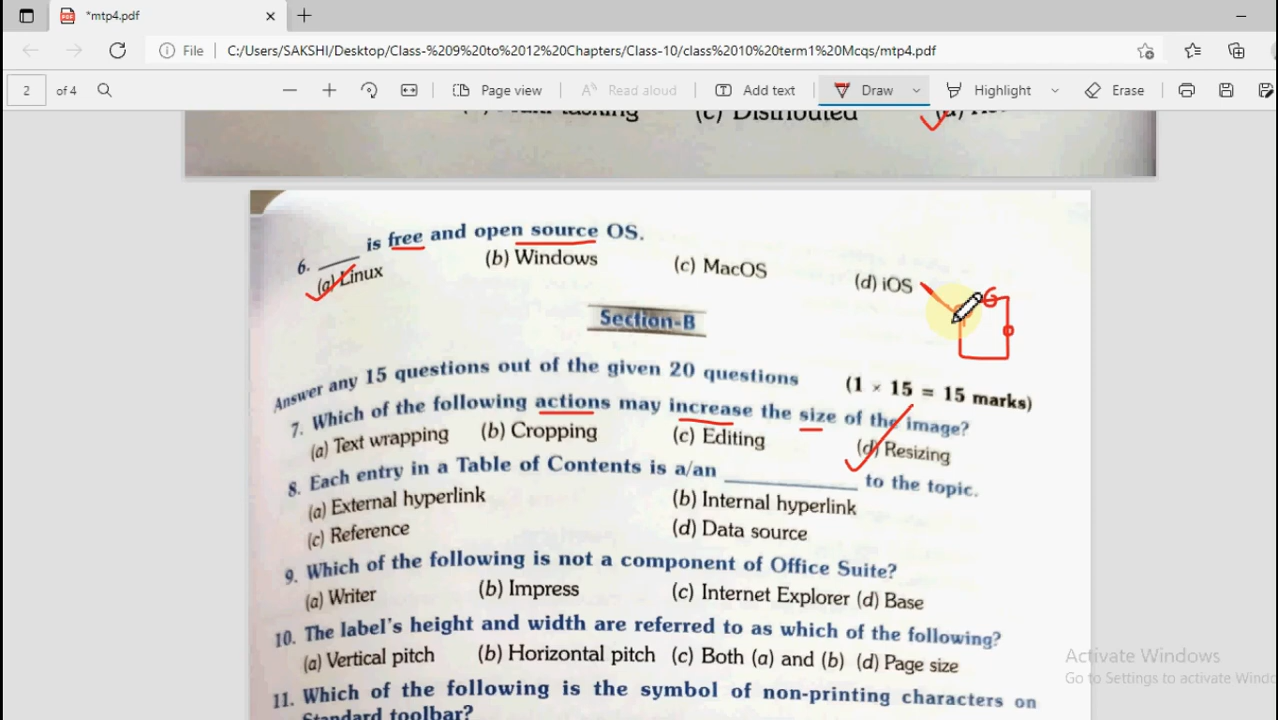 *mtp4.pdf
File C:/Users/SAKSHI/Desktop/Class-%209%20to%2012%20Chapters/Class-10/class%2010%20term1%20Mcqs/mtp4.pdf
2 of 4 Page view Read aloud Add text Draw Highlight Erase
(c) Distributed
6. ____ is free and open source OS.
(a) Linux (b) Windows (c) MacOS (d) iOS
Section-B
Answer any 15 questions out of the given 20 questions (1 × 15 = 15 marks)
7. Which of the following actions may increase the size of the image?
(a) Text wrapping (b) Cropping (c) Editing (d) Resizing
8. Each entry in a Table of Contents is a/an ____ to the topic.
(a) External hyperlink (b) Internal hyperlink
(c) Reference (d) Data source
9. Which of the following is not a component of Office Suite?
(a) Writer (b) Impress (c) Internet Explorer (d) Base
10. The label's height and width are referred to as which of the following?
(a) Vertical pitch (b) Horizontal pitch (c) Both (a) and (b) (d) Page size
11. Which of the following is the symbol of non-printing characters on
Standard toolbar?
Activate Windows
Go to Settings to activate